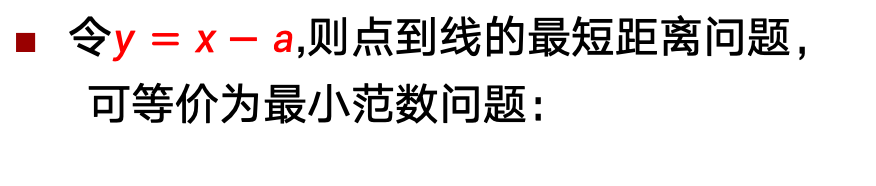 ■ 令y = x − a,则点到线的最短距离问题，
可等价为最小范数问题：